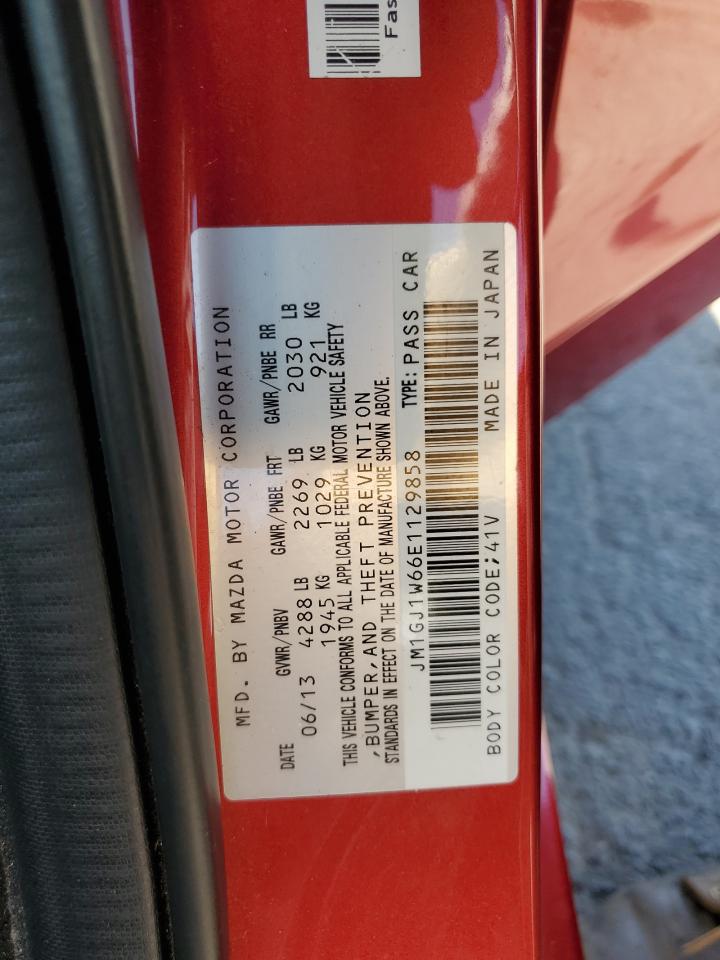 Fas
MFD. BY MAZDA MOTOR CORPORATION
DATE GVWR/PNBV GAWR/PNBE FRT GAWR/PNBE RR
06/13 4288 LB 2269 LB 2030 LB
1945 KG 1029 KG 921 KG
THIS VEHICLE CONFORMS TO ALL APPLICABLE FEDERAL MOTOR VEHICLE SAFETY
,BUMPER,AND THEFT PREVENTION
STANDARDS IN EFFECT ON THE DATE OF MANUFACTURE SHOWN ABOVE.
JM1GJ1W66E1129858 TYPE: PASS CAR
BODY COLOR CODE;41V MADE IN JAPAN